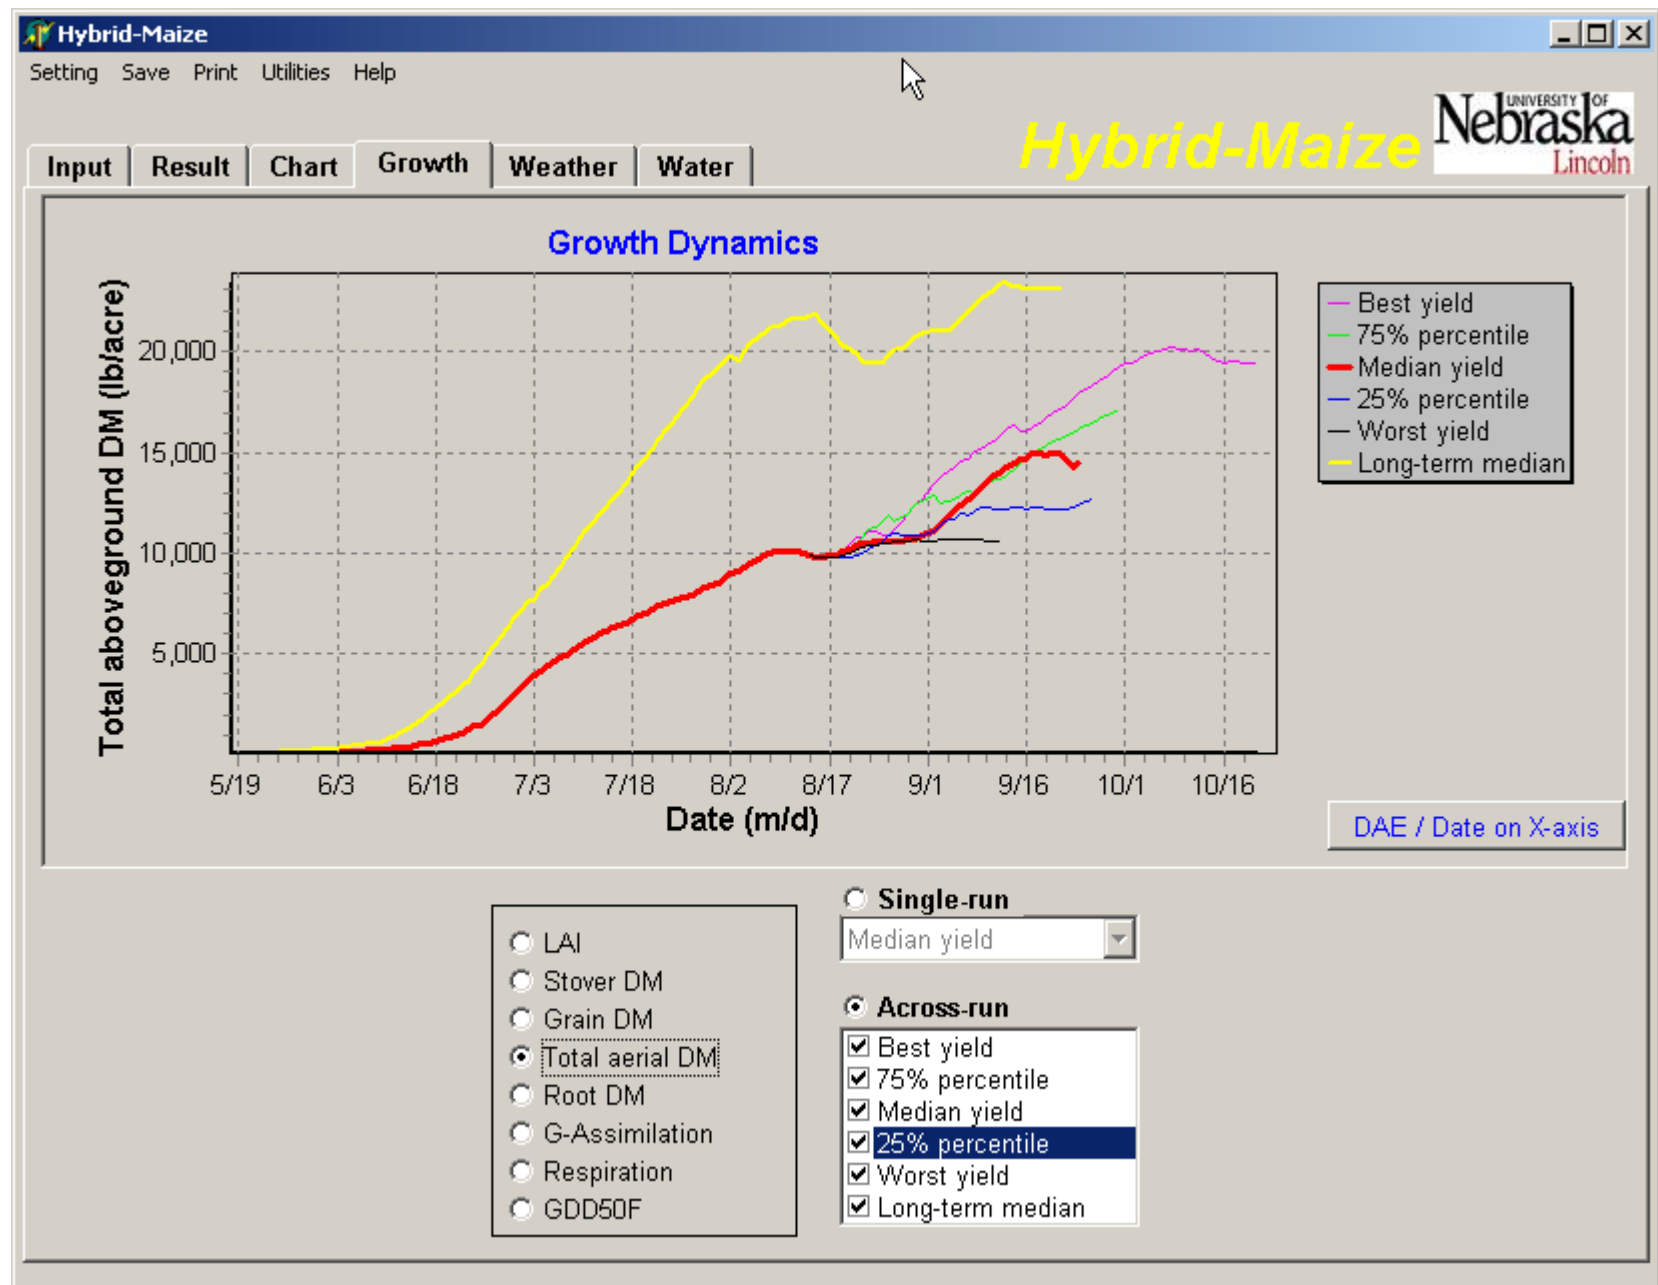 Hybrid-Maize
Setting Save Print Utilities Help
Hybrid-Maize
UNIVERSITY OF
Nebraska
Lincoln
Input Result Chart Growth Weather Water
Growth Dynamics
Total aboveground DM (lb/acre)
20,000
15,000
10,000
5,000
5/19 6/3 6/18 7/3 7/18 8/2 8/17 9/1 9/16 10/1 10/16
Date (m/d)
Best yield
75% percentile
Median yield
25% percentile
Worst yield
Long-term median
DAE / Date on X-axis
LAI
Stover DM
Grain DM
Total aerial DM
Root DM
G-Assimilation
Respiration
GDD50F
Single-run
Median yield
Across-run
Best yield
75% percentile
Median yield
25% percentile
Worst yield
Long-term median